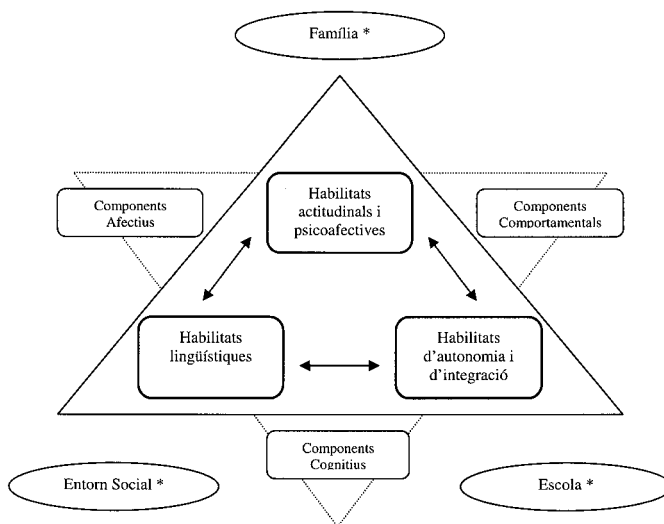 Família *
Habilitats
actitudinals i
psicoafectives
Components
Afectius
Components
Comportamentals
Habilitats
lingüístiques
Habilitats
d'autonomia i
d'integració
Components
Cognitius
Entorn Social *
Escola *